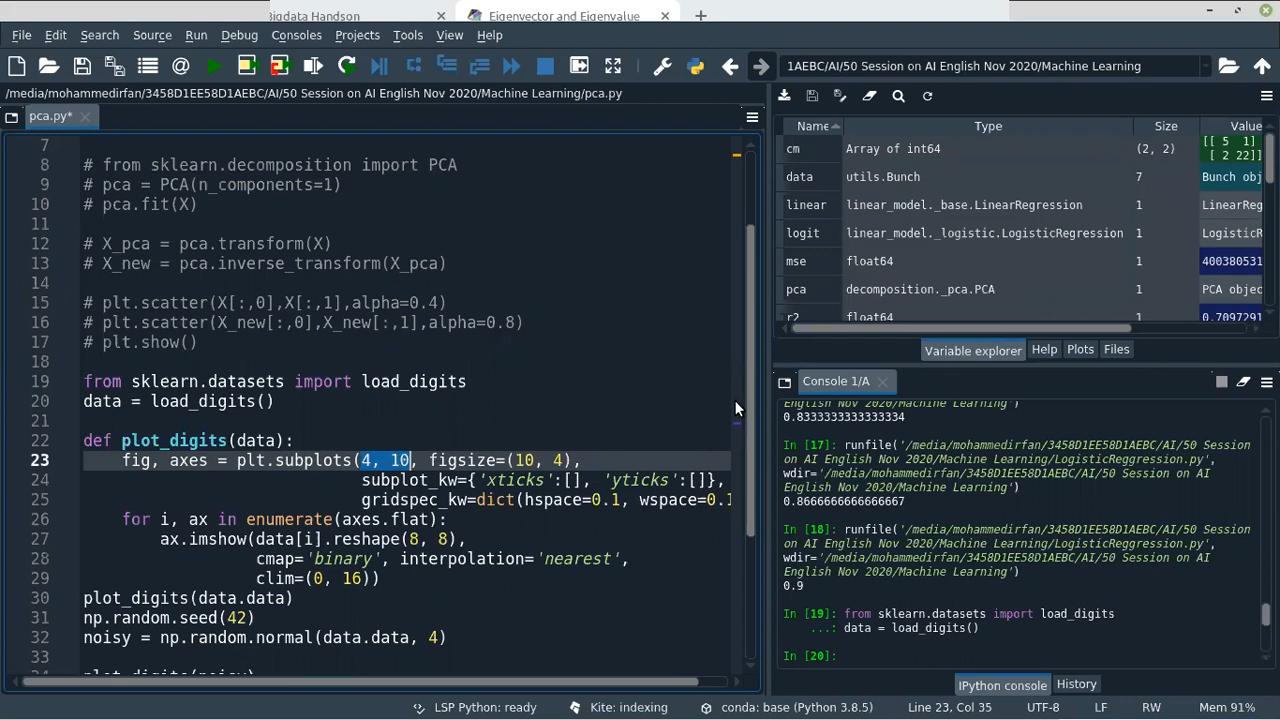 Bigdata Handson
Eigenvector and Eigenvalue
File Edit Search Source Run Debug Consoles Projects Tools View Help
1AEBC/AI/50 Session on AI English Nov 2020/Machine Learning
/media/mohammedirfan/3458D1EE58D1AEBC/AI/50 Session on AI English Nov 2020/Machine Learning/pca.py
pca.py*
7
8 # from sklearn.decomposition import PCA
9 # pca = PCA(n_components=1)
10 # pca.fit(X)
11
12 # X_pca = pca.transform(X)
13 # X_new = pca.inverse_transform(X_pca)
14
15 # plt.scatter(X[:,0],X[:,1],alpha=0.4)
16 # plt.scatter(X_new[:,0],X_new[:,1],alpha=0.8)
17 # plt.show()
18
19 from sklearn.datasets import load_digits
20 data = load_digits()
21
22 def plot_digits(data):
23 fig, axes = plt.subplots(4, 10, figsize=(10, 4),
24 subplot_kw={'xticks':[], 'yticks':[]},
25 gridspec_kw=dict(hspace=0.1, wspace=0.1
26 for i, ax in enumerate(axes.flat):
27 ax.imshow(data[i].reshape(8, 8),
28 cmap='binary', interpolation='nearest',
29 clim=(0, 16))
30 plot_digits(data.data)
31 np.random.seed(42)
32 noisy = np.random.normal(data.data, 4)
33
34 plot_digits(noisy)
Name Type Size Value
cm Array of int64 (2, 2) [[ 5 1]
[ 2 22]]
data utils.Bunch 7 Bunch obj
linear linear_model._base.LinearRegression 1 LinearReg
logit linear_model._logistic.LogisticRegression 1 LogisticR
mse float64 1 400380531
pca decomposition._pca.PCA 1 PCA objec
r2 float64 1 0.7097291
Variable explorer Help Plots Files
Console 1/A
English Nov 2020/Machine Learning')
0.8333333333333334
In [17]: runfile('/media/mohammedirfan/3458D1EE58D1AEBC/AI/50 Session
on AI English Nov 2020/Machine Learning/LogisticReggression.py',
wdir='/media/mohammedirfan/3458D1EE58D1AEBC/AI/50 Session on AI
English Nov 2020/Machine Learning')
0.8666666666666667
In [18]: runfile('/media/mohammedirfan/3458D1EE58D1AEBC/AI/50 Session
on AI English Nov 2020/Machine Learning/LogisticReggression.py',
wdir='/media/mohammedirfan/3458D1EE58D1AEBC/AI/50 Session on AI
English Nov 2020/Machine Learning')
0.9
In [19]: from sklearn.datasets import load_digits
...: data = load_digits()
In [20]:
IPython console History
LSP Python: ready Kite: indexing conda: base (Python 3.8.5) Line 23, Col 35 UTF-8 LF RW Mem 91%